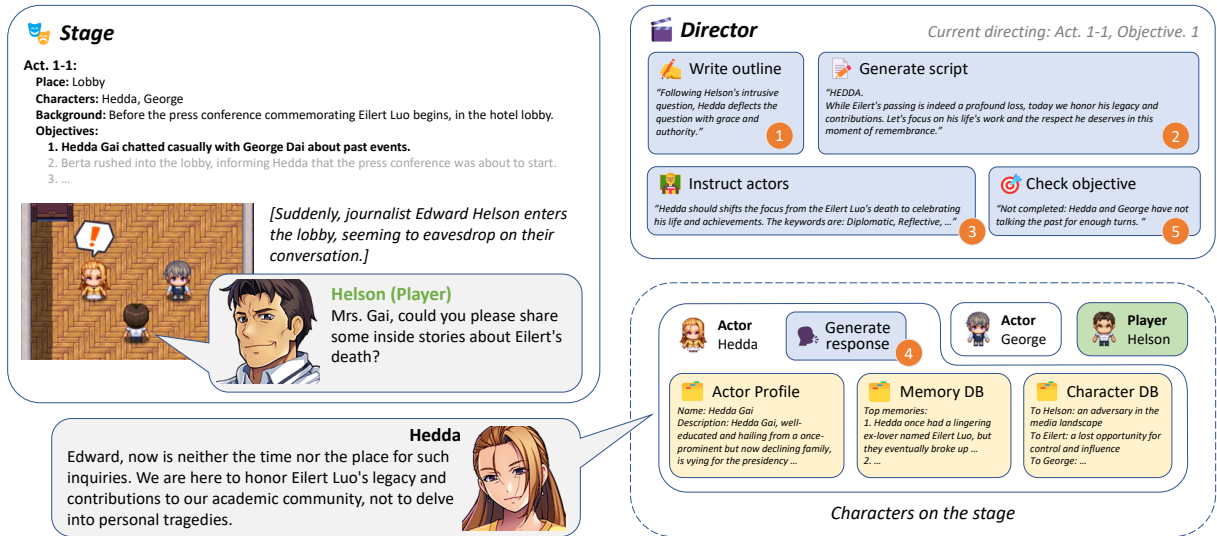 Stage
Act. 1-1:
Place: Lobby
Characters: Hedda, George
Background: Before the press conference commemorating Eilert Luo begins, in the hotel lobby.
Objectives:
1. Hedda Gai chatted casually with George Dai about past events.
2. Berta rushed into the lobby, informing Hedda that the press conference was about to start.
3. ...
[Suddenly, journalist Edward Helson enters
the lobby, seeming to eavesdrop on their
conversation.]
Helson (Player)
Mrs. Gai, could you please share
some inside stories about Eilert's
death?
Hedda
Edward, now is neither the time nor the place for such
inquiries. We are here to honor Eilert Luo's legacy and
contributions to our academic community, not to delve
into personal tragedies.
Director
Current directing: Act. 1-1, Objective. 1
Write outline
"Following Helson's intrusive
question, Hedda deflects the
question with grace and
authority."
1
Generate script
"HEDDA.
While Eilert's passing is indeed a profound loss, today we honor his legacy and
contributions. Let's focus on his life's work and the respect he deserves in this
moment of remembrance."
2
Instruct actors
"Hedda should shifts the focus from the Eilert Luo's death to celebrating
his life and achievements. The keywords are: Diplomatic, Reflective, ..."
3
Check objective
"Not completed: Hedda and George have not
talking the past for enough turns. "
5
Actor
Hedda
Generate
response
4
Actor
George
Player
Helson
Actor Profile
Name: Hedda Gai
Description: Hedda Gai, well-
educated and hailing from a once-
prominent but now declining family,
is vying for the presidency ...
Memory DB
Top memories:
1. Hedda once had a lingering
ex-lover named Eilert Luo, but
they eventually broke up ...
2. ...
Character DB
To Helson: an adversary in the
media landscape
To Eilert: a lost opportunity for
control and influence
To George: ...
Characters on the stage